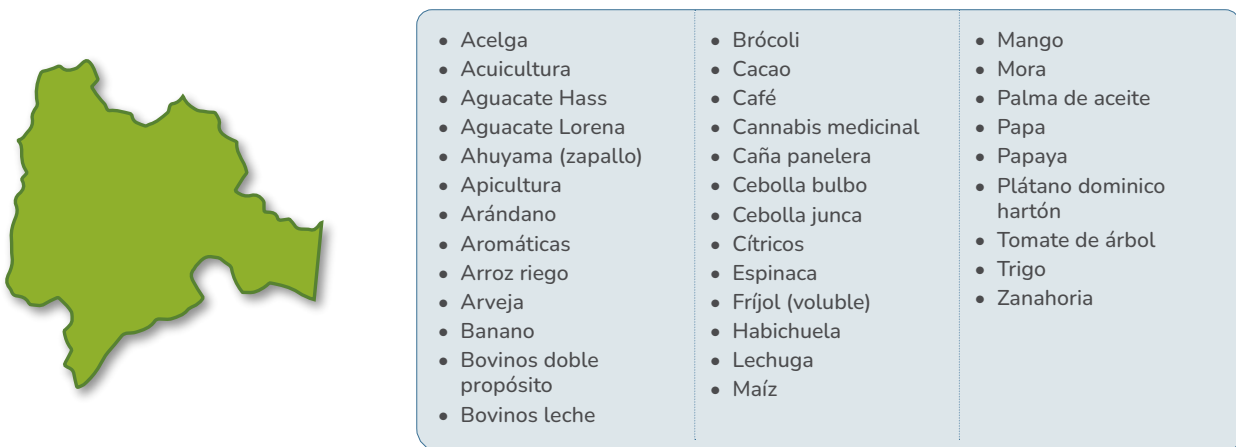 • Acelga
• Acuicultura
• Aguacate Hass
• Aguacate Lorena
• Ahuyama (zapallo)
• Apicultura
• Arándano
• Aromáticas
• Arroz riego
• Arveja
• Banano
• Bovinos doble
propósito
• Bovinos leche
• Brócoli
• Cacao
• Café
• Cannabis medicinal
• Caña panelera
• Cebolla bulbo
• Cebolla junca
• Cítricos
• Espinaca
• Fríjol (voluble)
• Habichuela
• Lechuga
• Maíz
• Mango
• Mora
• Palma de aceite
• Papa
• Papaya
• Plátano dominico
hartón
• Tomate de árbol
• Trigo
• Zanahoria